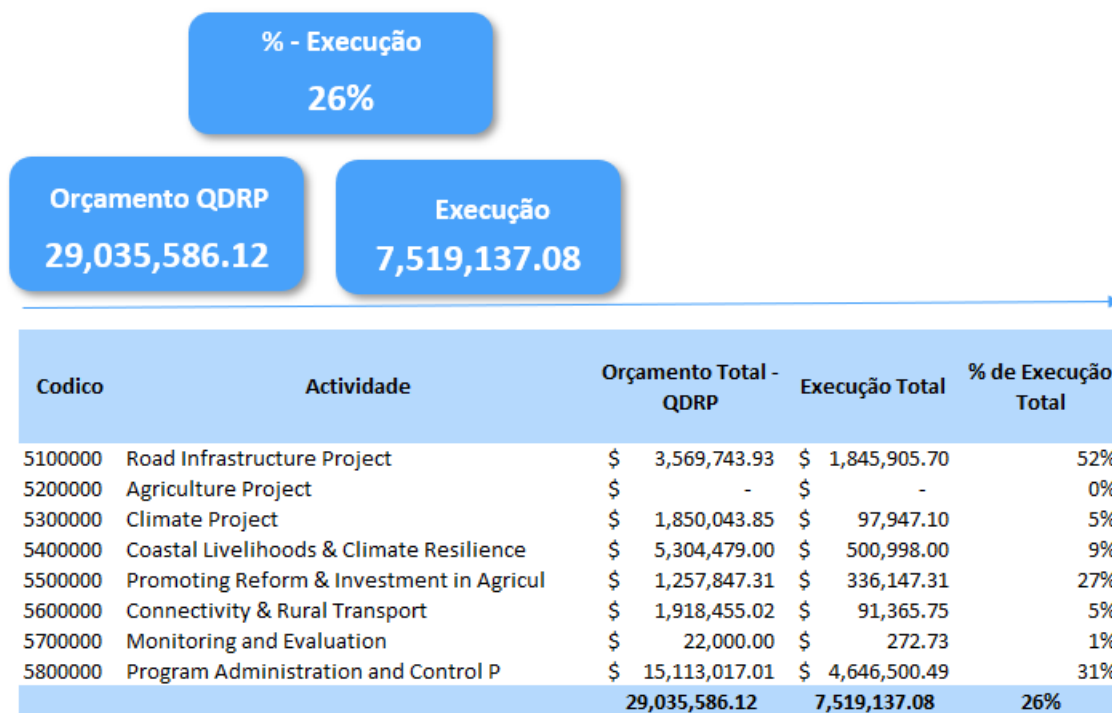 % - Execução
26%
Orçamento QDRP
29,035,586.12
Execução
7,519,137.08
Codico Actividade Orçamento Total - QDRP Execução Total % de Execução Total
5100000 Road Infrastructure Project $ 3,569,743.93 $ 1,845,905.70 52%
5200000 Agriculture Project $ - $ - 0%
5300000 Climate Project $ 1,850,043.85 $ 97,947.10 5%
5400000 Coastal Livelihoods & Climate Resilience $ 5,304,479.00 $ 500,998.00 9%
5500000 Promoting Reform & Investment in Agricul $ 1,257,847.31 $ 336,147.31 27%
5600000 Connectivity & Rural Transport $ 1,918,455.02 $ 91,365.75 5%
5700000 Monitoring and Evaluation $ 22,000.00 $ 272.73 1%
5800000 Program Administration and Control P $ 15,113,017.01 $ 4,646,500.49 31%
29,035,586.12 7,519,137.08 26%